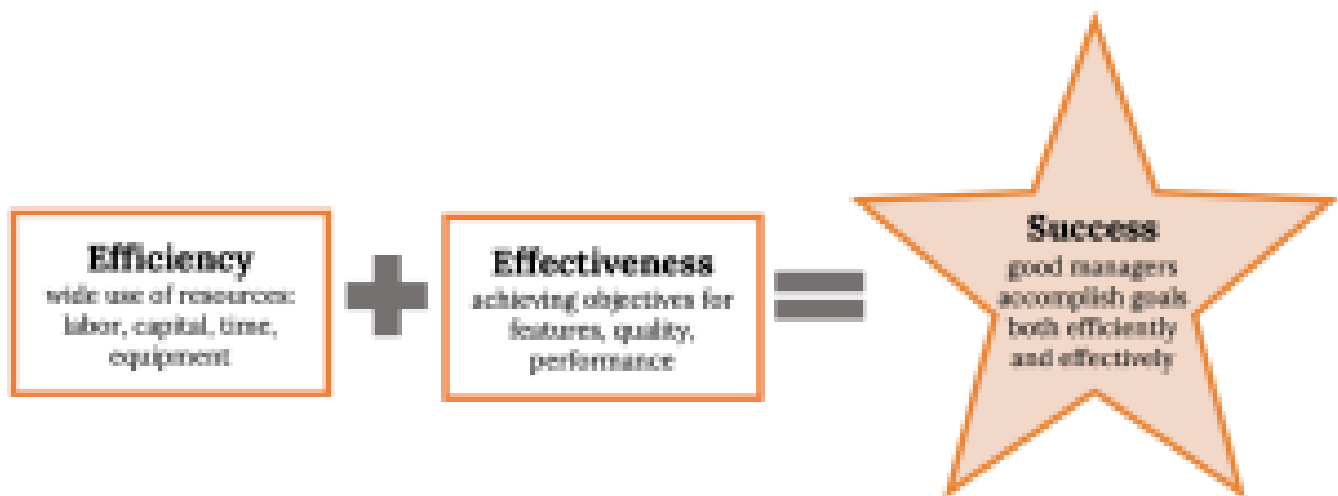 Efficiency
wide use of resources:
labor, capital, time,
equipment
Effectiveness
achieving objectives for
features, quality,
performance
Success
good managers
accomplish goals
both efficiently
and effectively